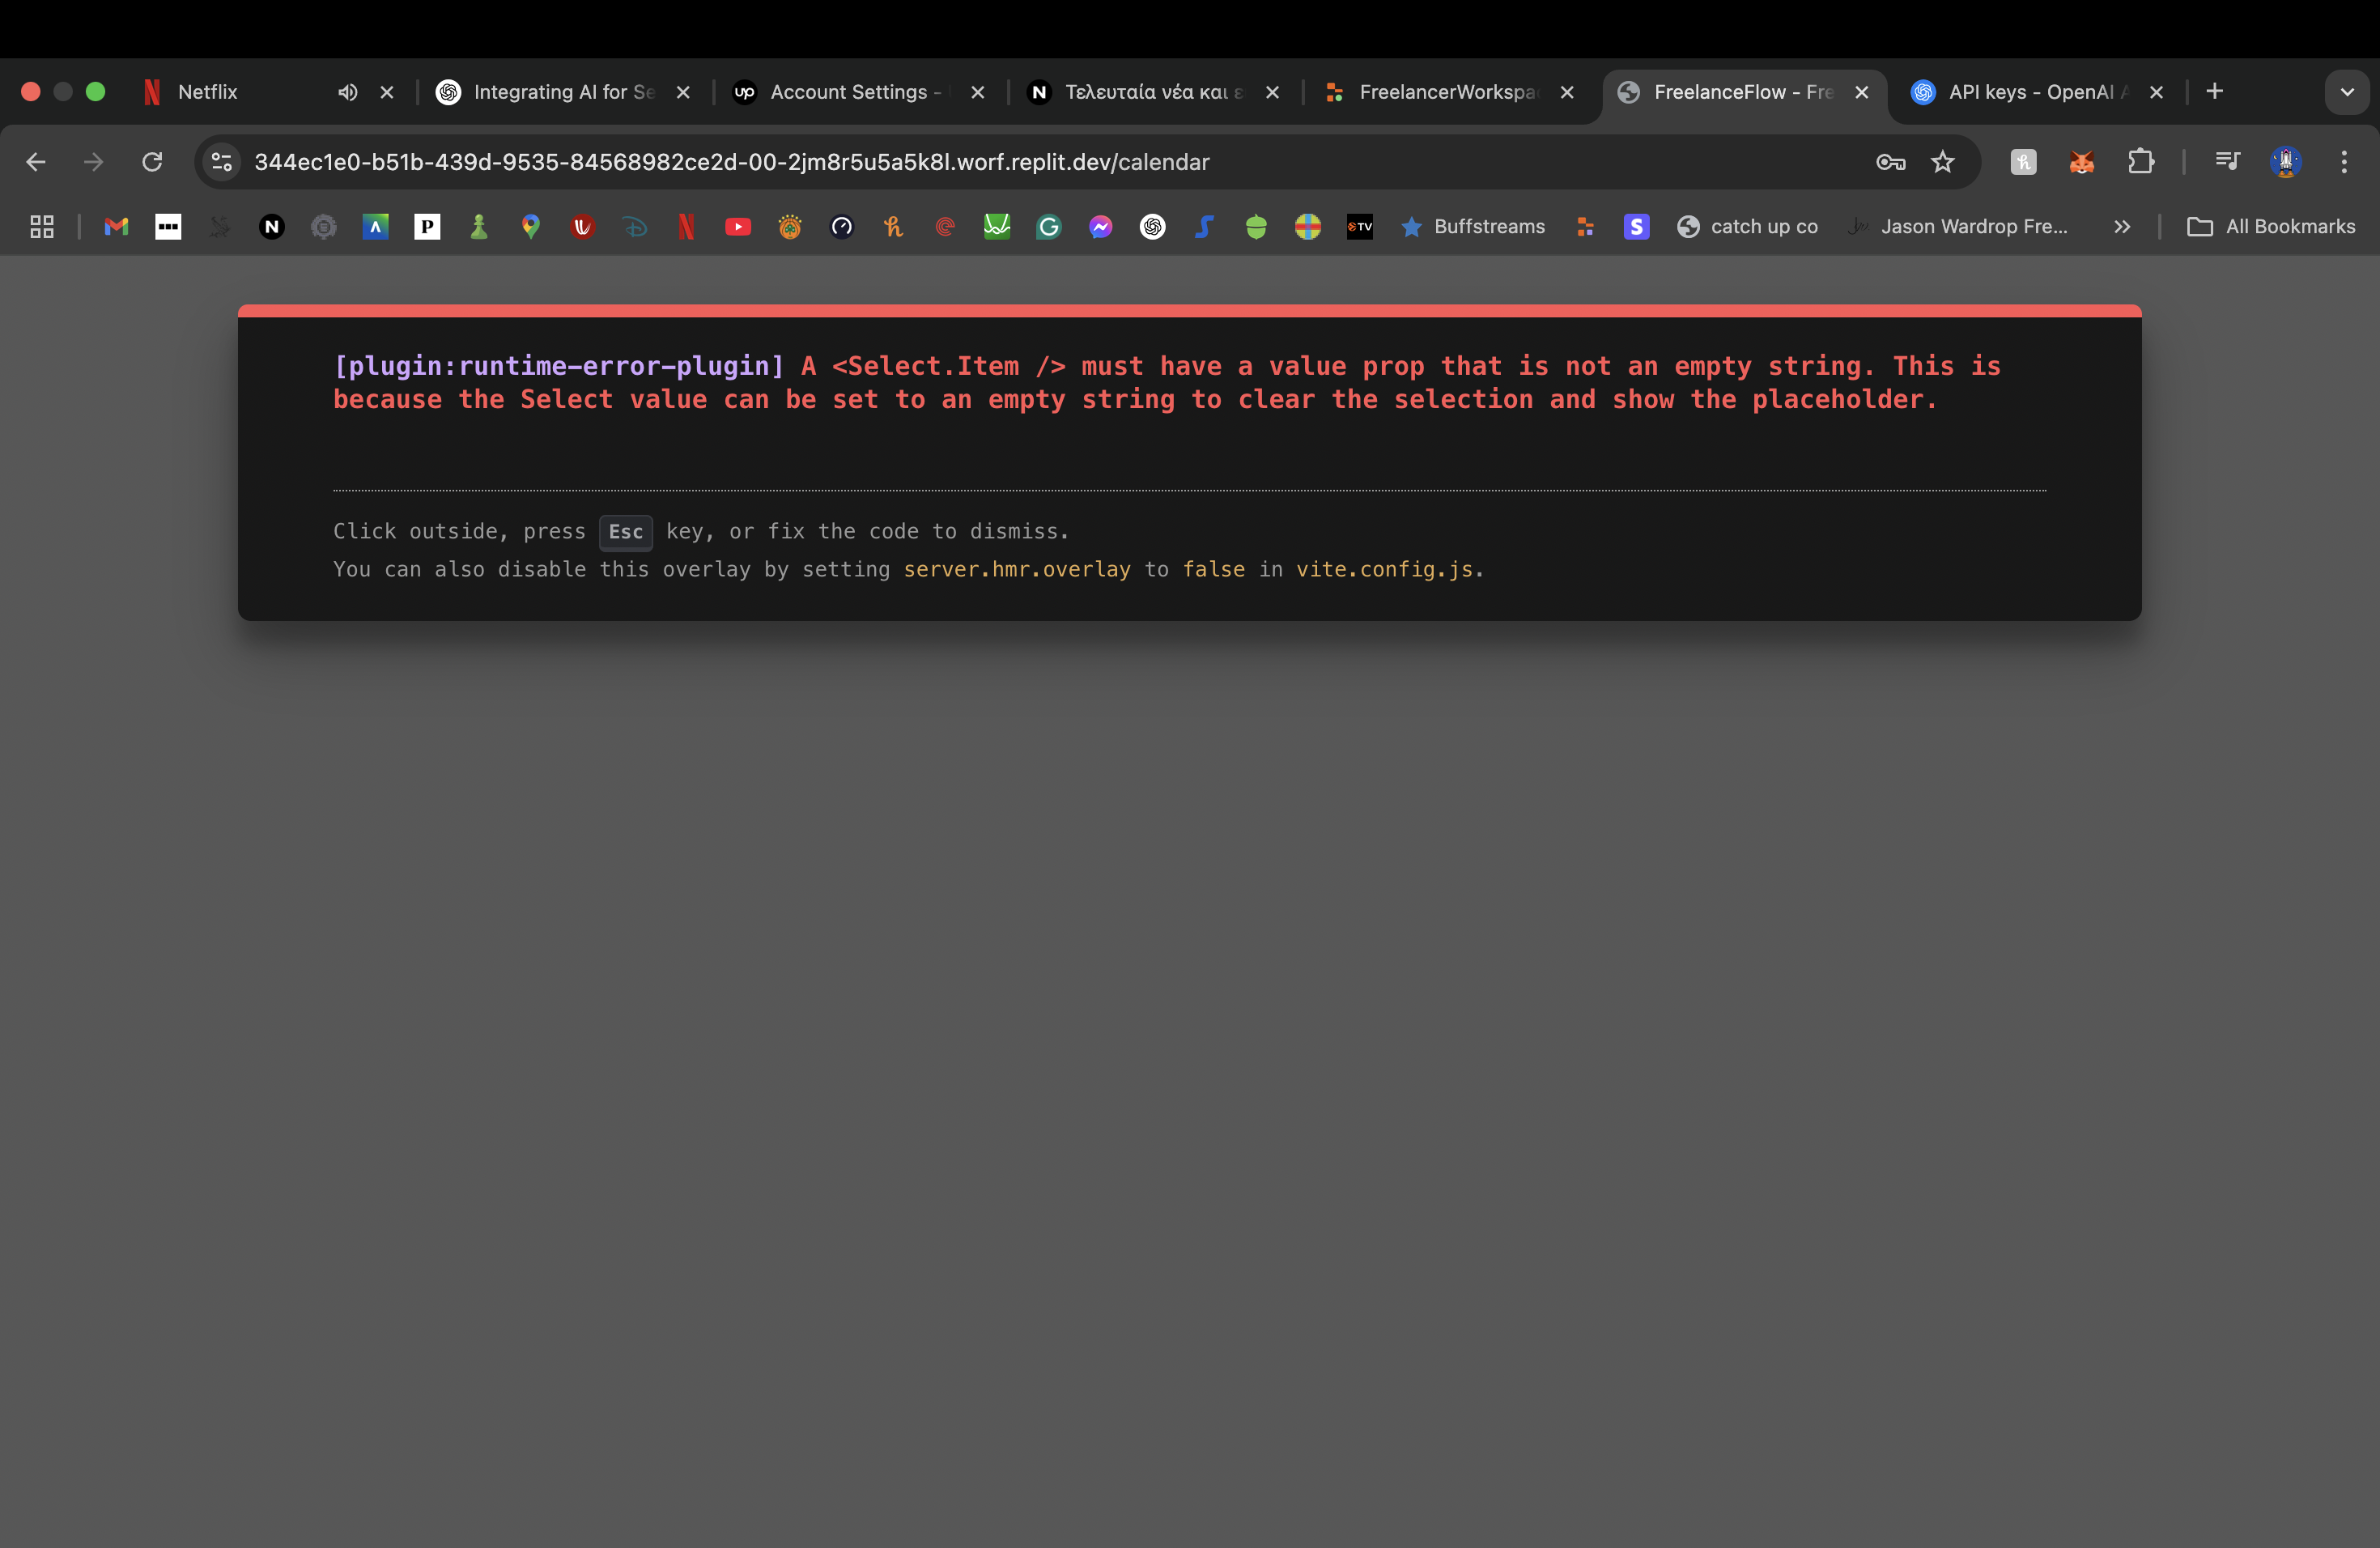 Netflix
Integrating AI for Se
Account Settings -
Τελευταία νέα και ε
FreelancerWorkspa
FreelanceFlow - Fre
API keys - OpenAI A
344ec1e0-b51b-439d-9535-84568982ce2d-00-2jm8r5u5a5k8l.worf.replit.dev/calendar
Buffstreams
catch up co
Jason Wardrop Fre...
All Bookmarks
[plugin:runtime-error-plugin] A <Select.Item /> must have a value prop that is not an empty string. This is
because the Select value can be set to an empty string to clear the selection and show the placeholder.
Click outside, press Esc key, or fix the code to dismiss.
You can also disable this overlay by setting server.hmr.overlay to false in vite.config.js.